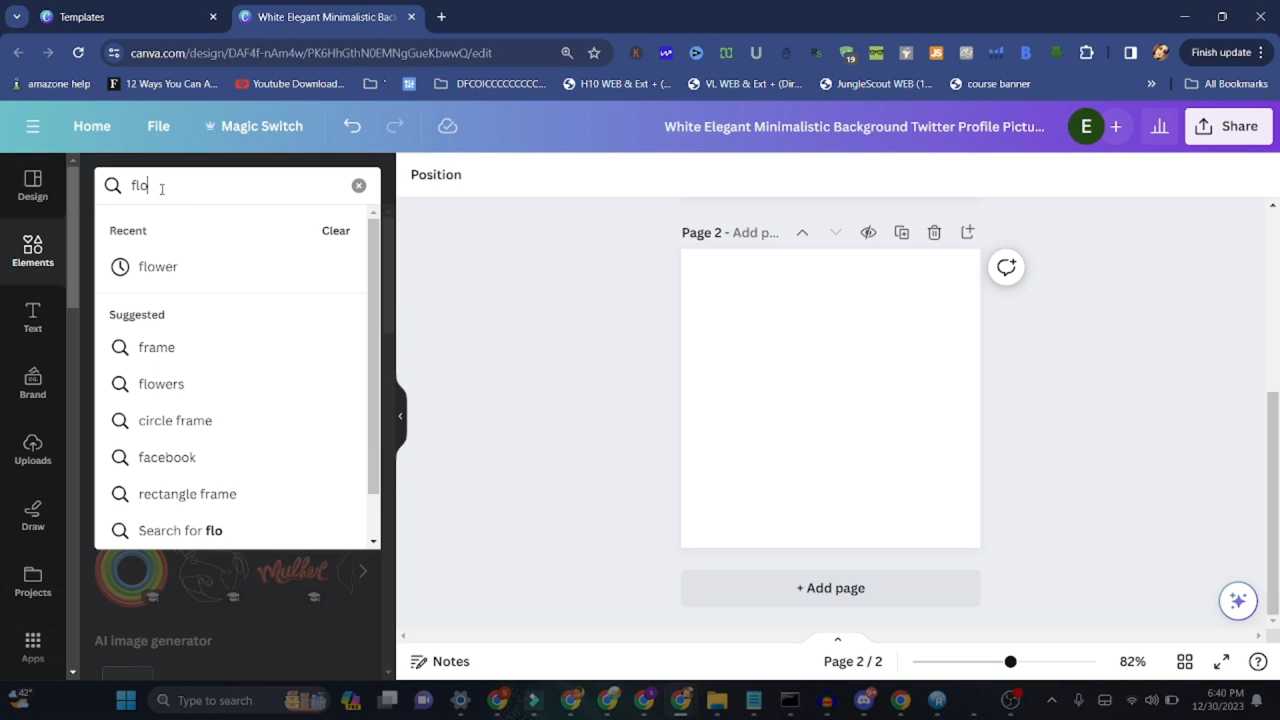 Templates
White Elegant Minimalistic Bac
canva.com/design/DAF4f-nAm4w/PK6HhGthN0EMNgGueKbwwQ/edit
19
Finish update
amazone help
12 Ways You Can A...
Youtube Download...
DFCOICCCCCCCCC...
H10 WEB & Ext + (...
VL WEB & Ext + (Dir...
JungleScout WEB (1...
course banner
»
All Bookmarks
Home
File
Magic Switch
White Elegant Minimalistic Background Twitter Profile Pictu...
E
+
Share
Design
Elements
Text
Brand
Uploads
Draw
Projects
Apps
flo
Recent
Clear
flower
Suggested
frame
flowers
circle frame
facebook
rectangle frame
Search for flo
Mulher
AI image generator
Position
Page 2 - Add p...
+ Add page
Notes
Page 2 / 2
82%
42°
Type to search
6:40 PM
12/30/2023